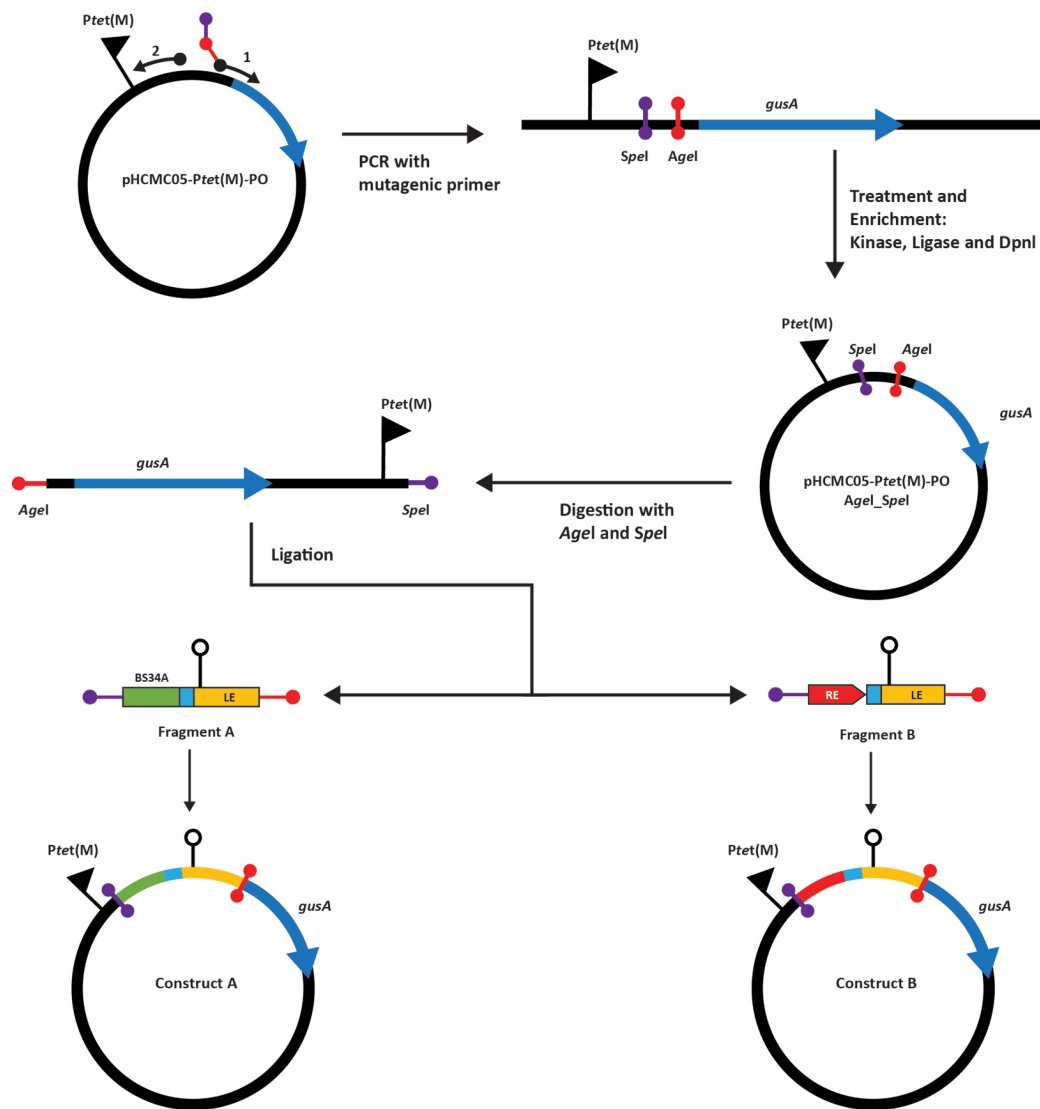 Ptet(M)
2
1
pHCMC05-Ptet(M)-PO
PCR with
mutagenic primer
Ptet(M)
gusA
SpeI
AgeI
Treatment and
Enrichment:
Kinase, Ligase and DpnI
Ptet(M)
SpeI
AgeI
gusA
pHCMC05-Ptet(M)-PO
AgeI_SpeI
Ptet(M)
gusA
AgeI
SpeI
Digestion with
AgeI and SpeI
Ligation
BS34A
LE
Fragment A
RE
LE
Fragment B
Ptet(M)
gusA
Construct A
Ptet(M)
gusA
Construct B